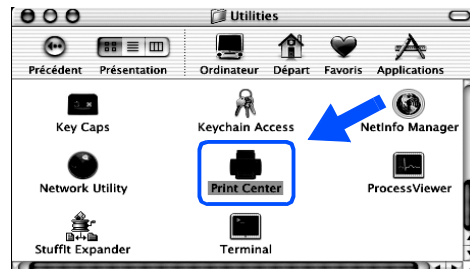 Utilities
Précédent Présentation Ordinateur Départ Favoris Applications
Key Caps Keychain Access NetInfo Manager
Network Utility Print Center ProcessViewer
StuffIt Expander Terminal